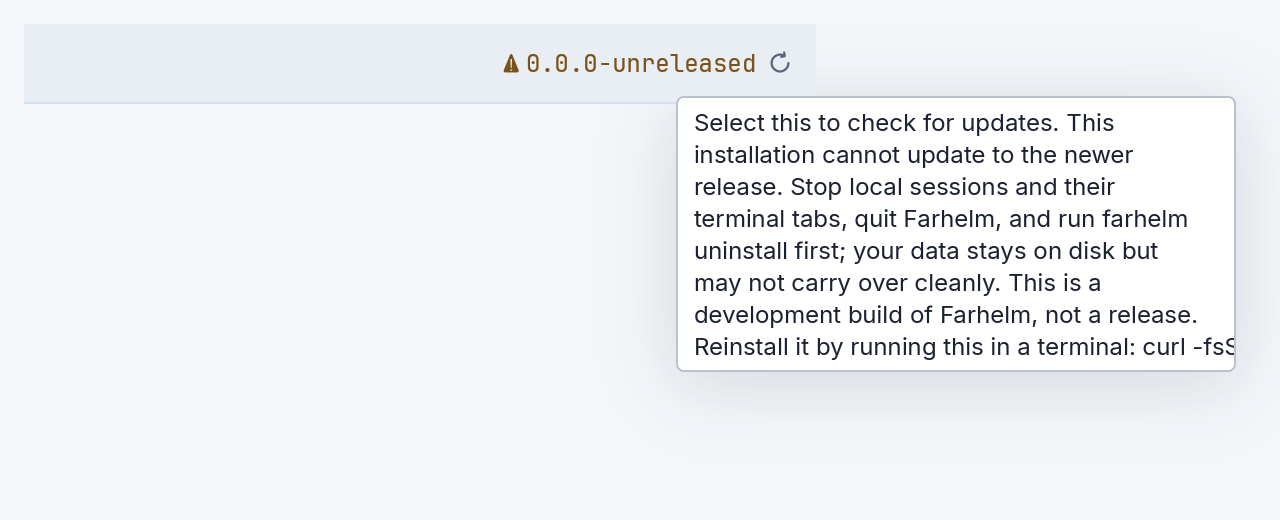 0.0.0-unreleased
Select this to check for updates. This
installation cannot update to the newer
release. Stop local sessions and their
terminal tabs, quit Farhelm, and run farhelm
uninstall first; your data stays on disk but
may not carry over cleanly. This is a
development build of Farhelm, not a release.
Reinstall it by running this in a terminal: curl -fsS